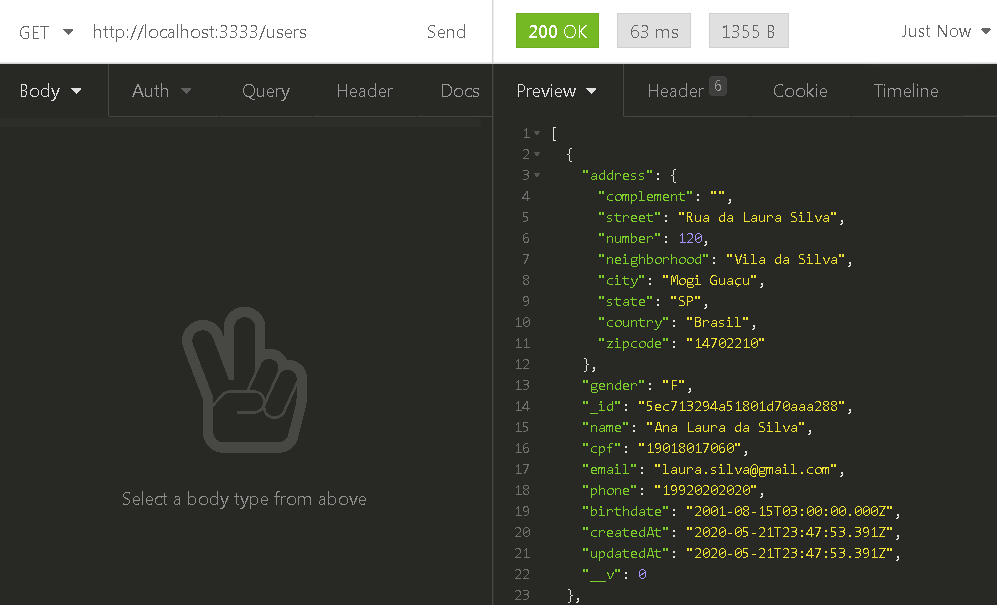 GET http://localhost:3333/users Send
200 OK 63 ms 1355 B Just Now
Body Auth Query Header Docs
Preview Header 6 Cookie Timeline
Select a body type from above
1 [
2 {
3 "address": {
4 "complement": "",
5 "street": "Rua da Laura Silva",
6 "number": 120,
7 "neighborhood": "Vila da Silva",
8 "city": "Mogi Guaçu",
9 "state": "SP",
10 "country": "Brasil",
11 "zipcode": "14702210"
12 },
13 "gender": "F",
14 "_id": "5ec713294a51801d70aaa288",
15 "name": "Ana Laura da Silva",
16 "cpf": "19018017060",
17 "email": "laura.silva@gmail.com",
18 "phone": "19920202020",
19 "birthdate": "2001-08-15T03:00:00.000Z",
20 "createdAt": "2020-05-21T23:47:53.391Z",
21 "updatedAt": "2020-05-21T23:47:53.391Z",
22 "__v": 0
23 },